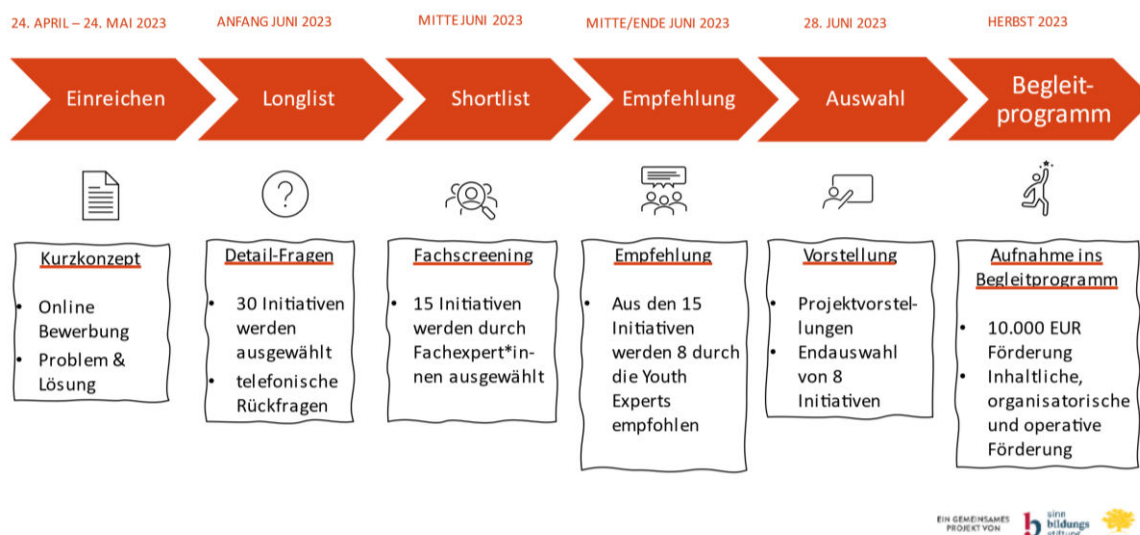 24. APRIL – 24. MAI 2023
ANFANG JUNI 2023
MITTE JUNI 2023
MITTE/ENDE JUNI 2023
28. JUNI 2023
HERBST 2023
Einreichen
Longlist
Shortlist
Empfehlung
Auswahl
Begleit-
programm
Kurzkonzept
• Online
Bewerbung
• Problem &
Lösung
Detail-Fragen
• 30 Initiativen
werden
ausgewählt
• telefonische
Rückfragen
Fachscreening
• 15 Initiativen
werden durch
Fachexpert*in-
nen ausgewählt
Empfehlung
• Aus den 15
Initiativen
werden 8 durch
die Youth
Experts
empfohlen
Vorstellung
• Projektvorstel-
lungen
• Endauswahl
von 8
Initiativen
Aufnahme ins
Begleitprogramm
• 10.000 EUR
Förderung
• Inhaltliche,
organisatorische
und operative
Förderung
EIN GEMEINSAMES
PROJEKT VON
sinn
bildungs
stiftung